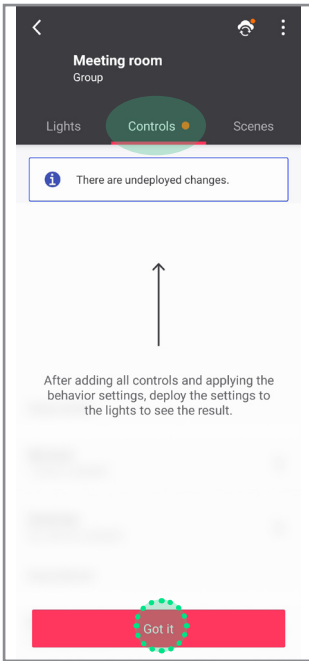 Meeting room
Group
Lights Controls Scenes
There are undeployed changes.
After adding all controls and applying the
behavior settings, deploy the settings to
the lights to see the result.
Got it